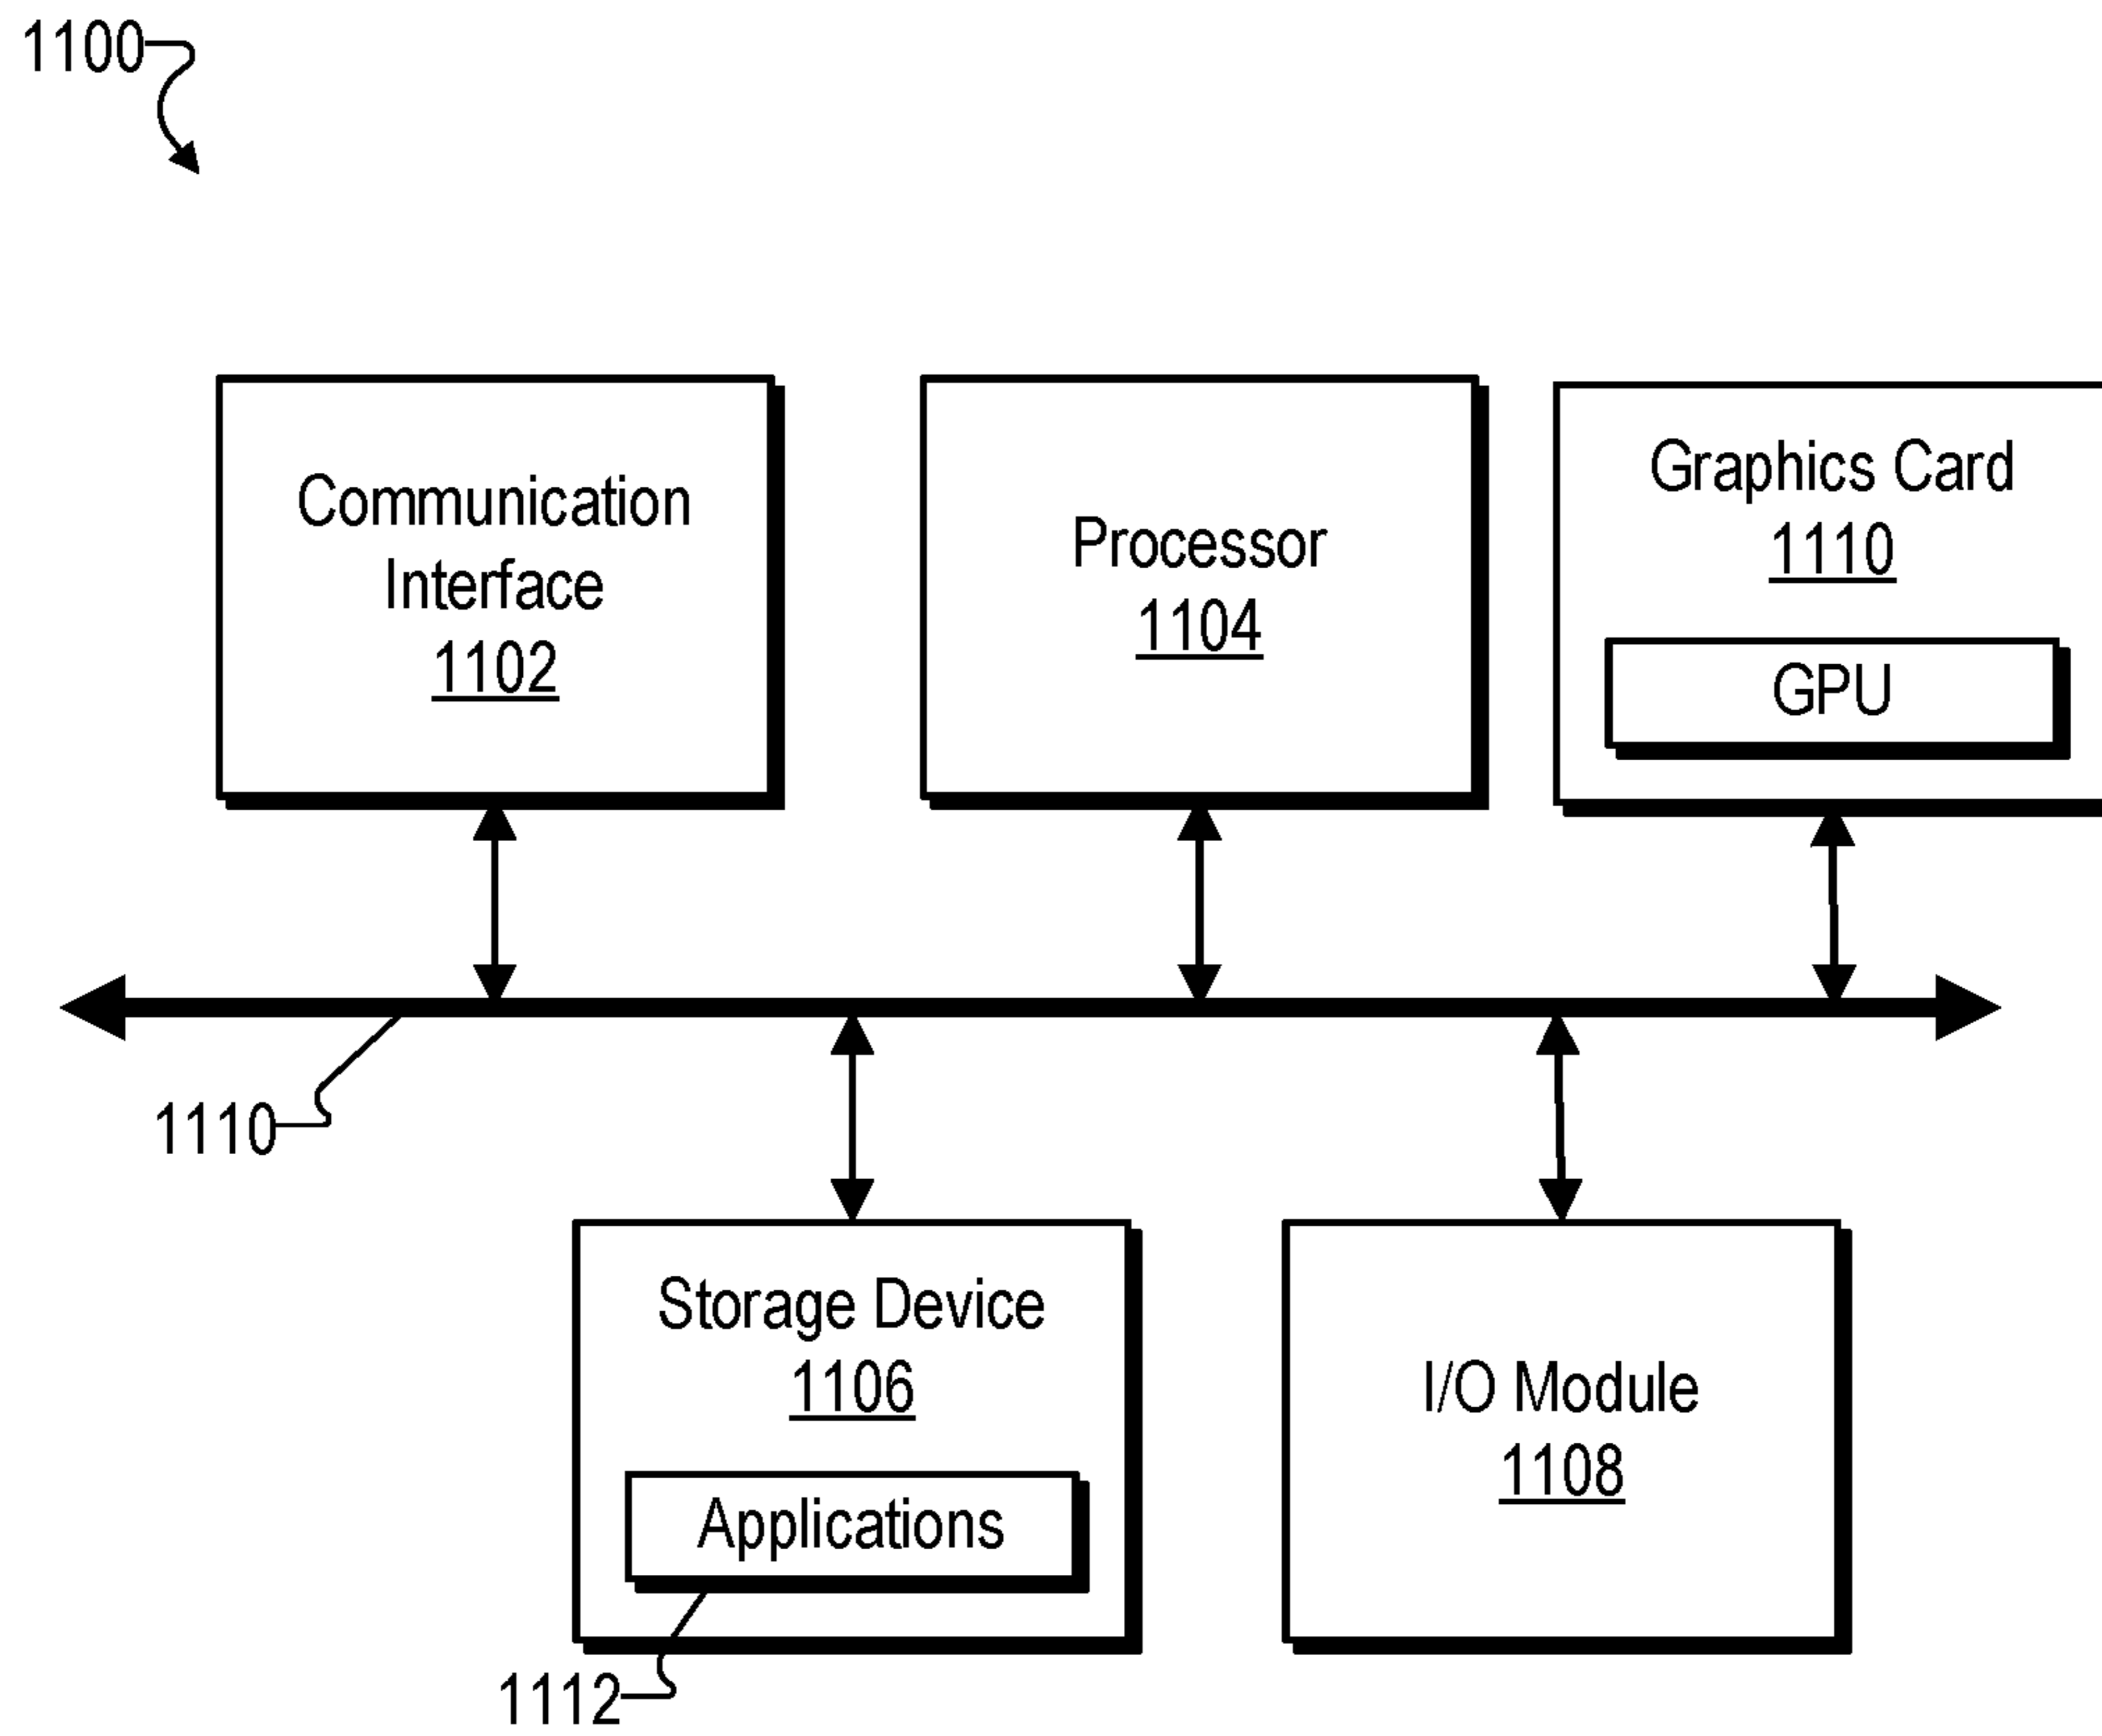 1100
Communication
Interface
1102
Processor
1104
Graphics Card
1110
GPU
1110
Storage Device
1106
Applications
1112
I/O Module
1108